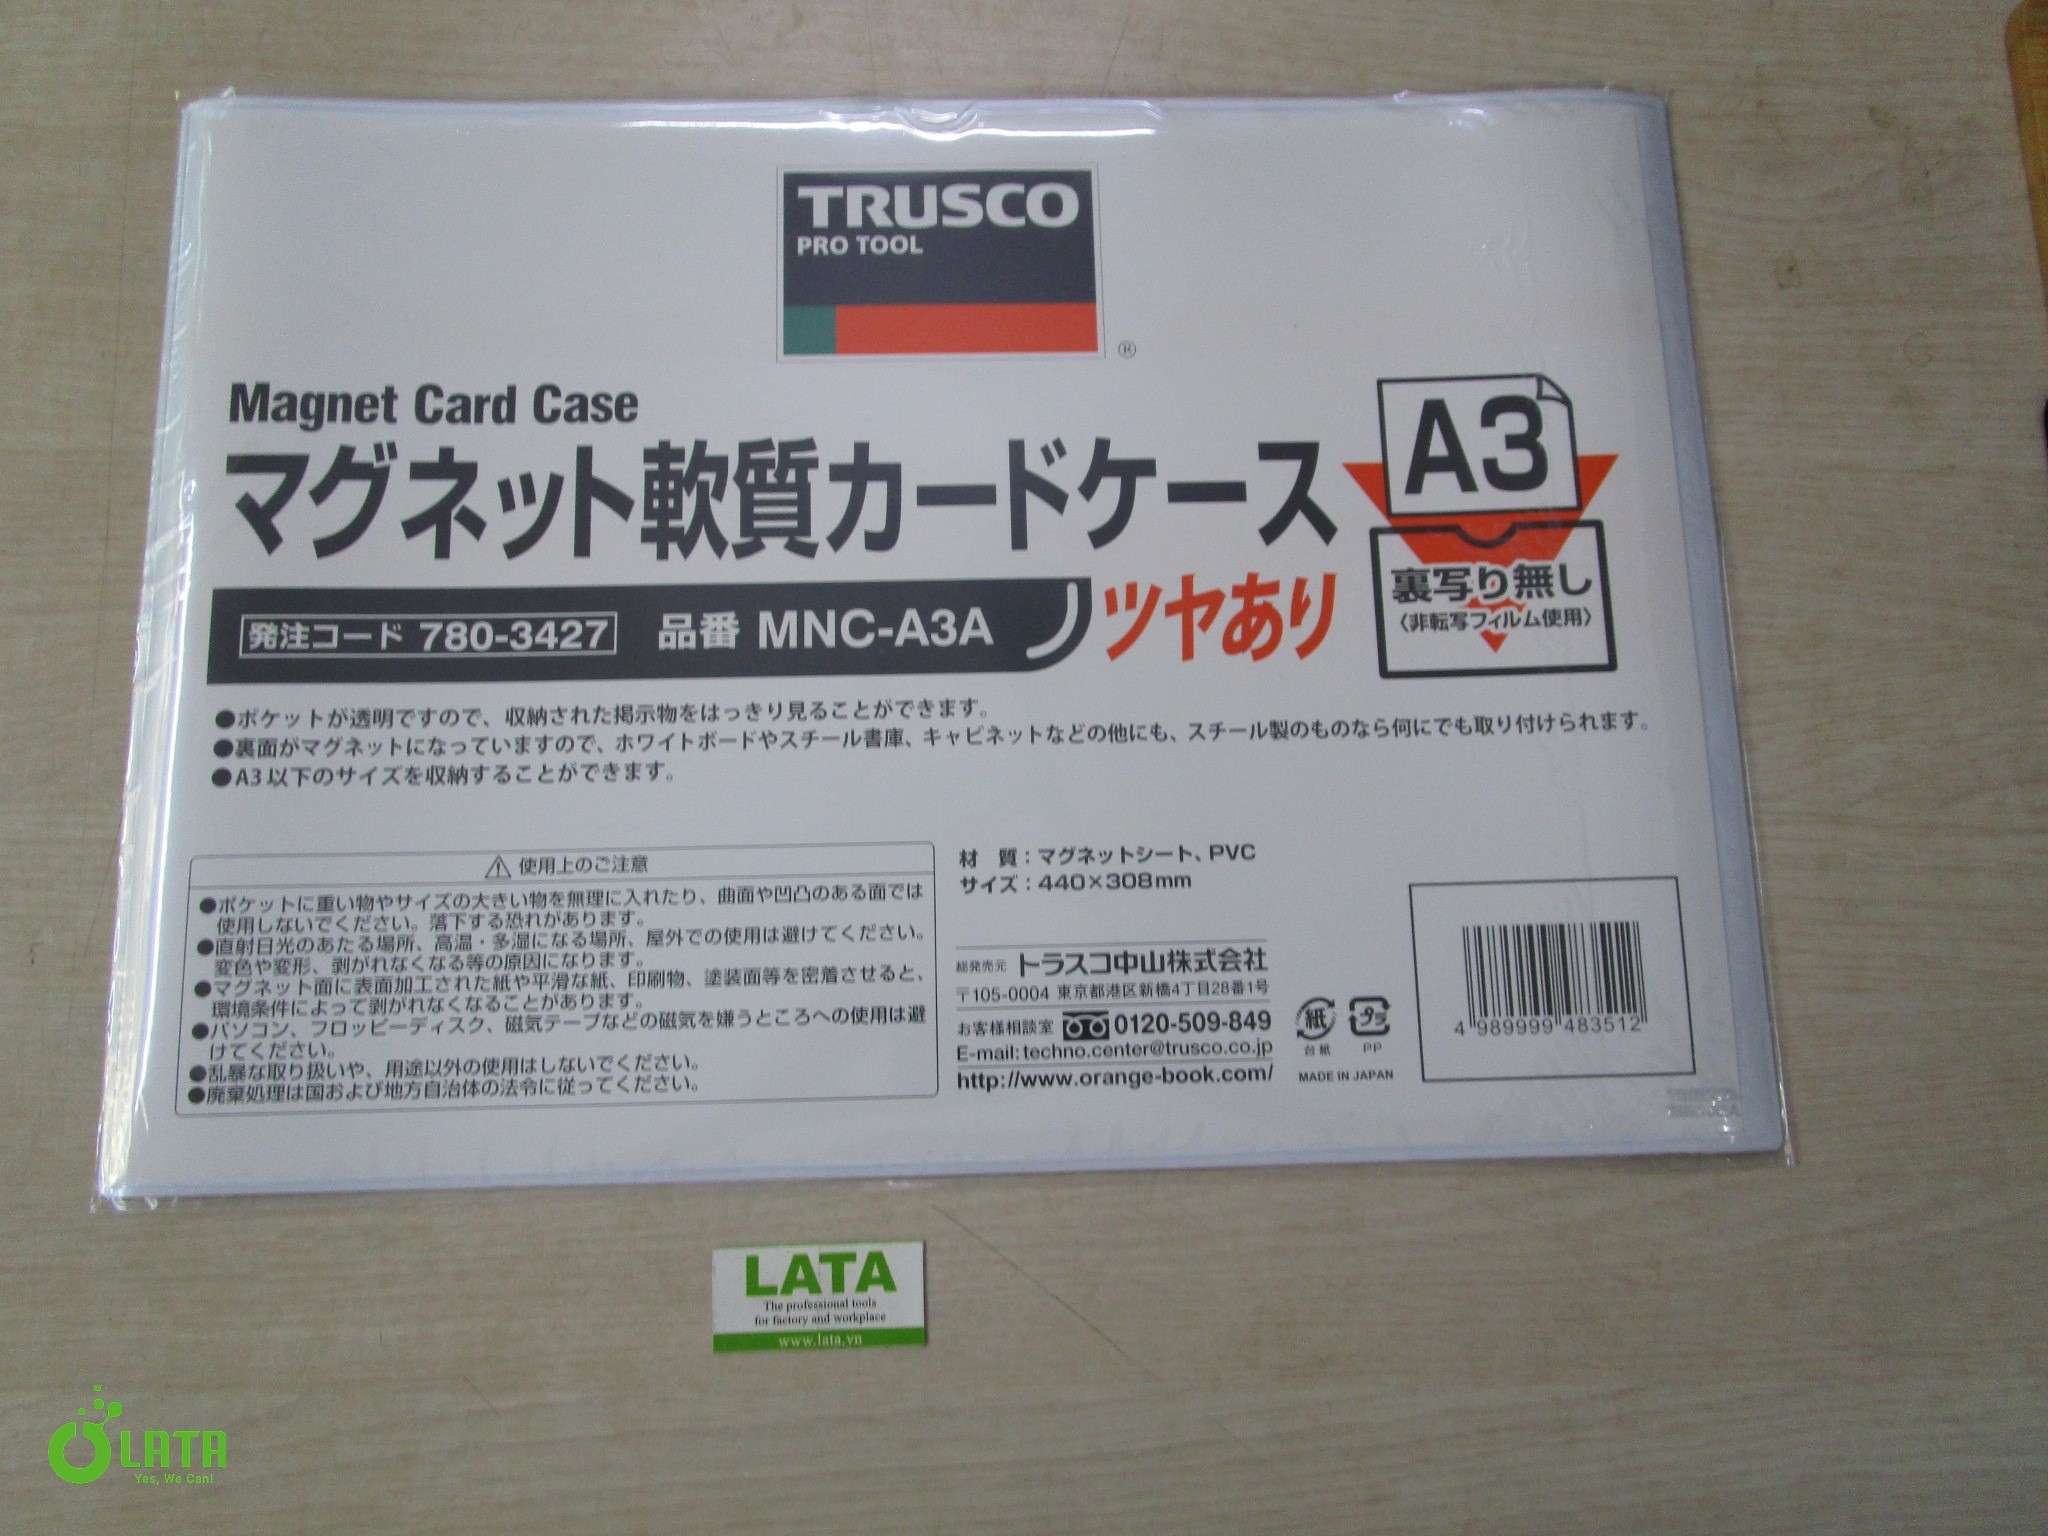 TRUSCO
PRO TOOL
®
Magnet Card Case
マグネット軟質カードケース
A3
裏写り無し
〈非転写フィルム使用〉
発注コード 780-3427
品番 MNC-A3A
ツヤあり
●ポケットが透明ですので、収納された掲示物をはっきり見ることができます。
●裏面がマグネットになっていますので、ホワイトボードやスチール書庫、キャビネットなどの他にも、スチール製のものなら何にでも取り付けられます。
●A3以下のサイズを収納することができます。
使用上のご注意
●ポケットに重い物やサイズの大きい物を無理に入れたり、曲面や凹凸のある面では
使用しないでください。落下する恐れがあります。
●直射日光のあたる場所、高温・多湿になる場所、屋外での使用は避けてください。
変色や変形、剥がれなくなる等の原因になります。
●マグネット面に表面加工された紙や平滑な紙、印刷物、塗装面等を密着させると、
環境条件によって剥がれなくなることがあります。
●パソコン、フロッピーディスク、磁気テープなどの磁気を嫌うところへの使用は避
けてください。
●乱暴な取り扱いや、用途以外の使用はしないでください。
●廃棄処理は国および地方自治体の法令に従ってください。
材 質：マグネットシート、PVC
サイズ：440×308mm
総発売元 トラスコ中山株式会社
〒105-0004 東京都港区新橋4丁目28番1号
お客様相談室 0120-509-849
E-mail:techno.center@trusco.co.jp
http://www.orange-book.com/
紙
台紙
プラ
PP
MADE IN JAPAN
4 989999 483512
LATA
The professional tools
for factory and workplace
www.lata.vn
LATA
Yes, We Can!